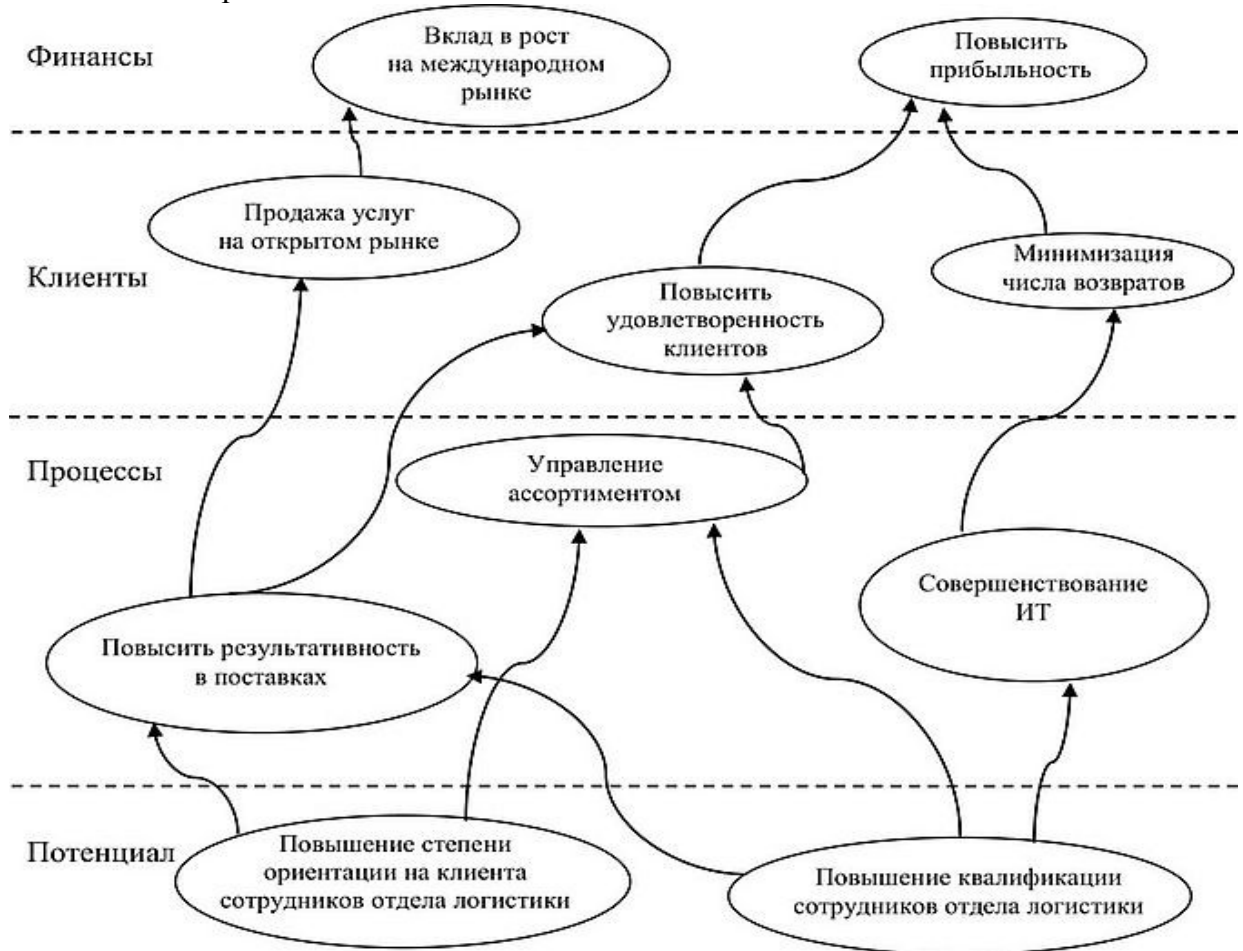 Финансы
Вклад в рост
на международном
рынке
Повысить
прибыльность
Клиенты
Продажа услуг
на открытом рынке
Повысить
удовлетворенность
клиентов
Минимизация
числа возвратов
Процессы
Управление
ассортиментом
Совершенствование
ИТ
Повысить результативность
в поставках
Потенциал
Повышение степени
ориентации на клиента
сотрудников отдела логистики
Повышение квалификации
сотрудников отдела логистики